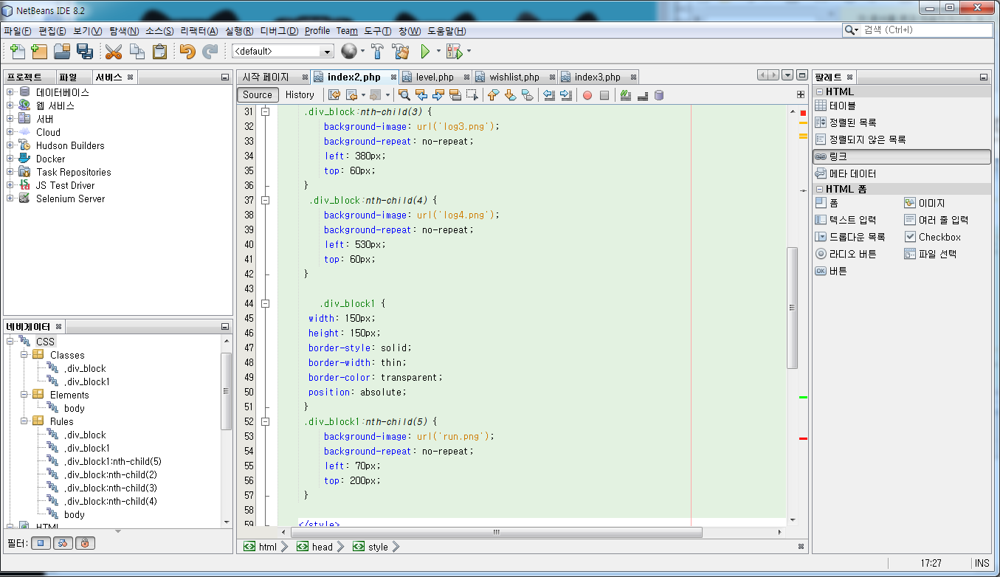 NetBeans IDE 8.2
파일(F) 편집(E) 보기(V) 탐색(N) 소스(S) 리팩터(A) 실행(R) 디버그(D) Profile Team 도구(T) 창(W) 도움말(H)
검색 (Ctrl+I)
<default>
프로젝트 파일 서비스
데이터베이스
웹 서비스
서버
Cloud
Hudson Builders
Docker
Task Repositories
JS Test Driver
Selenium Server
네비게이터
CSS
Classes
.div_block
.div_block1
Elements
body
Rules
.div_block
.div_block1
.div_block1:nth-child(5)
.div_block:nth-child(2)
.div_block:nth-child(3)
.div_block:nth-child(4)
body
HTML
필터:
시작 페이지 index2.php level.php wishlist.php index3.php
Source History
31 .div_block:nth-child(3) {
32 background-image: url('log3.png');
33 background-repeat: no-repeat;
34 left: 380px;
35 top: 60px;
36 }
37 .div_block:nth-child(4) {
38 background-image: url('log4.png');
39 background-repeat: no-repeat;
40 left: 530px;
41 top: 60px;
42 }
43
44 .div_block1 {
45 width: 150px;
46 height: 150px;
47 border-style: solid;
48 border-width: thin;
49 border-color: transparent;
50 position: absolute;
51 }
52 .div_block1:nth-child(5) {
53 background-image: url('run.png');
54 background-repeat: no-repeat;
55 left: 70px;
56 top: 200px;
57 }
58
59 </style>
html head style
팔레트
HTML
테이블
정렬된 목록
정렬되지 않은 목록
링크
메타 데이터
HTML 폼
폼 이미지
텍스트 입력 여러 줄 입력
드롭다운 목록 Checkbox
라디오 버튼 파일 선택
OK 버튼
17:27 INS